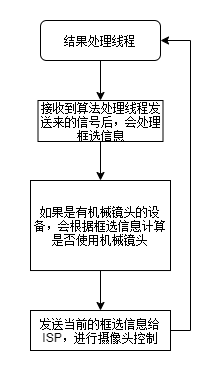 结果处理线程
接收到算法处理线程发
送来的信号后，会处理
框选信息
如果是有机械镜头的设
备，会根据框选信息计算
是否使用机械镜头
发送当前的框选信息给
ISP，进行摄像头控制